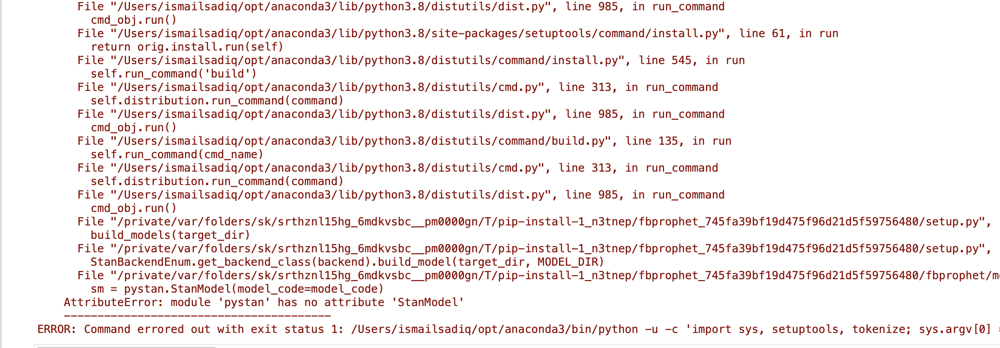 File "/Users/ismailsadiq/opt/anaconda3/lib/python3.8/distutils/dist.py", line 985, in run_command
cmd_obj.run()
File "/Users/ismailsadiq/opt/anaconda3/lib/python3.8/site-packages/setuptools/command/install.py", line 61, in run
return orig.install.run(self)
File "/Users/ismailsadiq/opt/anaconda3/lib/python3.8/distutils/command/install.py", line 545, in run
self.run_command('build')
File "/Users/ismailsadiq/opt/anaconda3/lib/python3.8/distutils/cmd.py", line 313, in run_command
self.distribution.run_command(command)
File "/Users/ismailsadiq/opt/anaconda3/lib/python3.8/distutils/dist.py", line 985, in run_command
cmd_obj.run()
File "/Users/ismailsadiq/opt/anaconda3/lib/python3.8/distutils/command/build.py", line 135, in run
self.run_command(cmd_name)
File "/Users/ismailsadiq/opt/anaconda3/lib/python3.8/distutils/cmd.py", line 313, in run_command
self.distribution.run_command(command)
File "/Users/ismailsadiq/opt/anaconda3/lib/python3.8/distutils/dist.py", line 985, in run_command
cmd_obj.run()
File "/private/var/folders/sk/srthznl15hg_6mdkvsbc__pm0000gn/T/pip-install-1_n3tnep/fbprophet_745fa39bf19d475f96d21d5f59756480/setup.py",
build_models(target_dir)
File "/private/var/folders/sk/srthznl15hg_6mdkvsbc__pm0000gn/T/pip-install-1_n3tnep/fbprophet_745fa39bf19d475f96d21d5f59756480/setup.py",
StanBackendEnum.get_backend_class(backend).build_model(target_dir, MODEL_DIR)
File "/private/var/folders/sk/srthznl15hg_6mdkvsbc__pm0000gn/T/pip-install-1_n3tnep/fbprophet_745fa39bf19d475f96d21d5f59756480/fbprophet/m
sm = pystan.StanModel(model_code=model_code)
AttributeError: module 'pystan' has no attribute 'StanModel'
----------------------------------------
ERROR: Command errored out with exit status 1: /Users/ismailsadiq/opt/anaconda3/bin/python -u -c 'import sys, setuptools, tokenize; sys.argv[0]